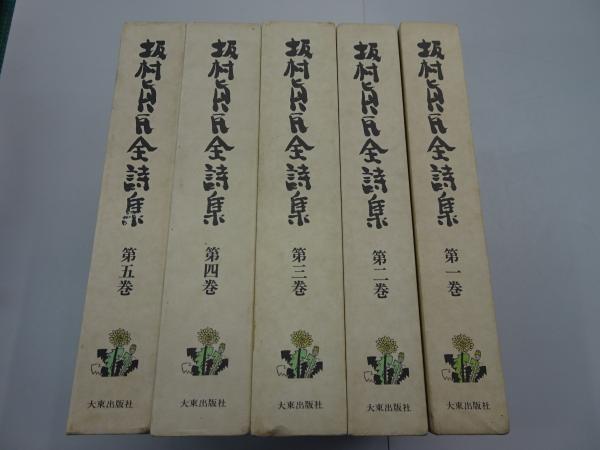 坂村真民全詩集
第五巻
大東出版社
坂村真民全詩集
第四巻
大東出版社
坂村真民全詩集
第三巻
大東出版社
坂村真民全詩集
第二巻
大東出版社
坂村真民全詩集
第一巻
大東出版社